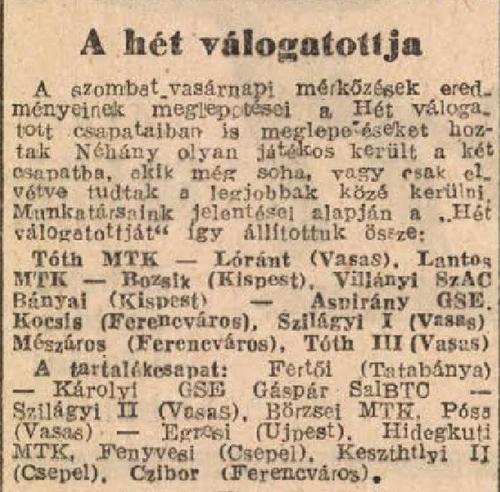 A hét válogatottja
A szombat-vasárnapi mérkőzések ered-
ményeinek meglepetései a Hét váloga-
tott csapataiban is meglepetéseket hoz-
tak Néhány olyan játékos került a két
csapatba, akik még soha, vagy csak el-
vétve tudtak a legjobbak közé kerülni.
Munkatársaink jelentései alapján a „Hét
válogatottját“ így állítottuk össze:
Tóth MTK — Lóránt (Vasas), Lantos
MTK — Bozsik (Kispest), Villányi SzAC
Bányai (Kispest) — Aspirány GSE,
Kocsis (Ferencváros), Szilágyi I (Vasas)
Mészáros (Ferencváros), Tóth III (Vasas)
A tartalékcsapat: Fertői (Tatabánya)
— Károlyi GSE Gáspár SalBTC —
Szilágyi II (Vasas), Börzsei MTK, Pósa
(Vasas) — Egresi (Ujpest), Hidegkuti
MTK, Fenyvesi (Csepel), Keszthelyi II
(Csepel), Czibor (Ferencváros).